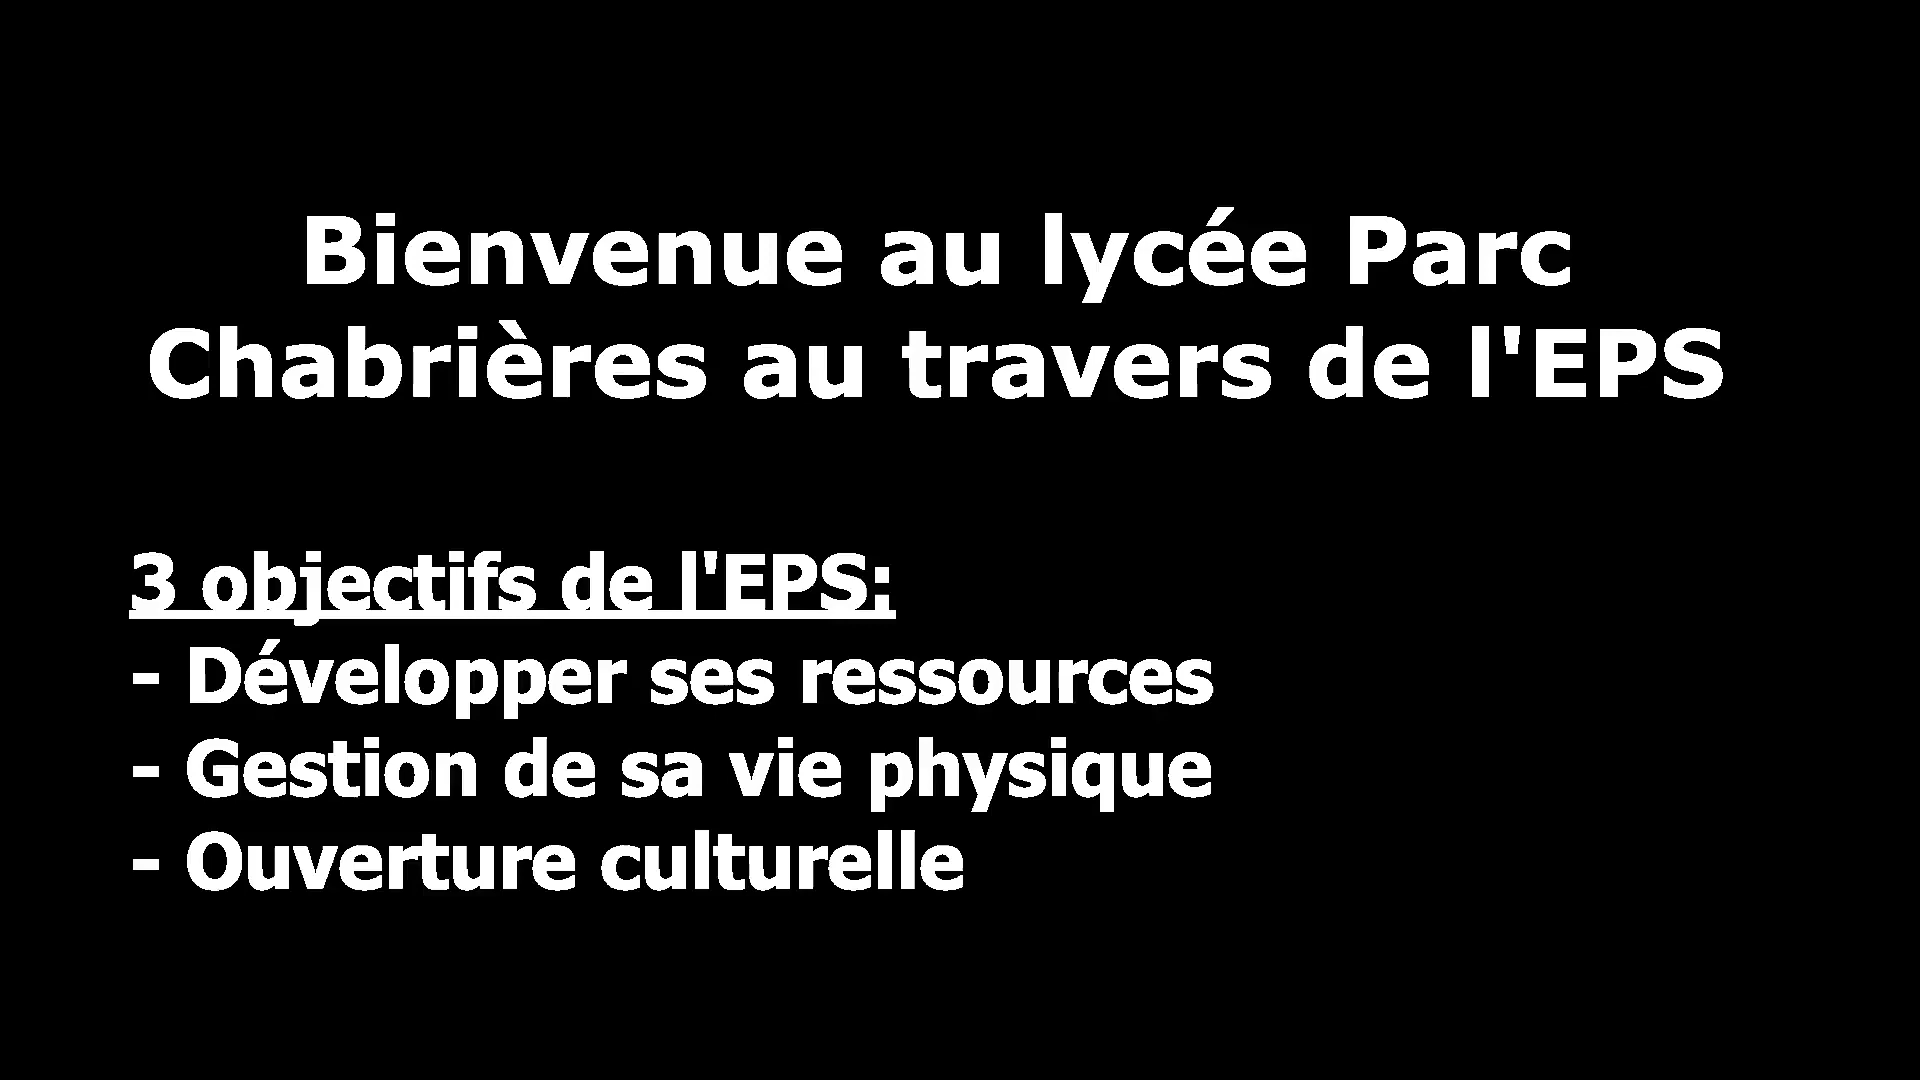 Bienvenue au lycée Parc
Chabrières au travers de l'EPS
3 objectifs de l'EPS:
- Développer ses ressources
- Gestion de sa vie physique
- Ouverture culturelle